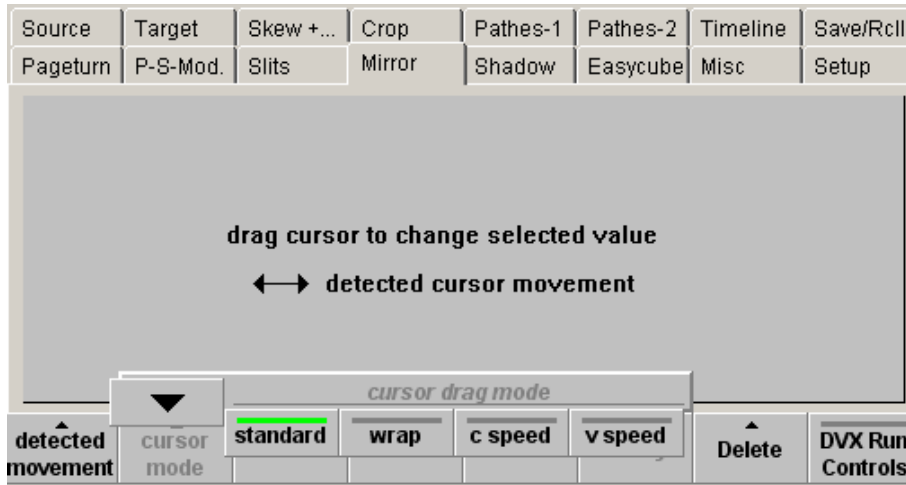 Source Target Skew +... Crop Pathes-1 Pathes-2 Timeline Save/Rcll
Pageturn P-S-Mod. Slits Mirror Shadow Easycube Misc Setup
drag cursor to change selected value
detected cursor movement
cursor drag mode
standard wrap c speed v speed
detected movement
cursor mode
Delete
DVX Run Controls